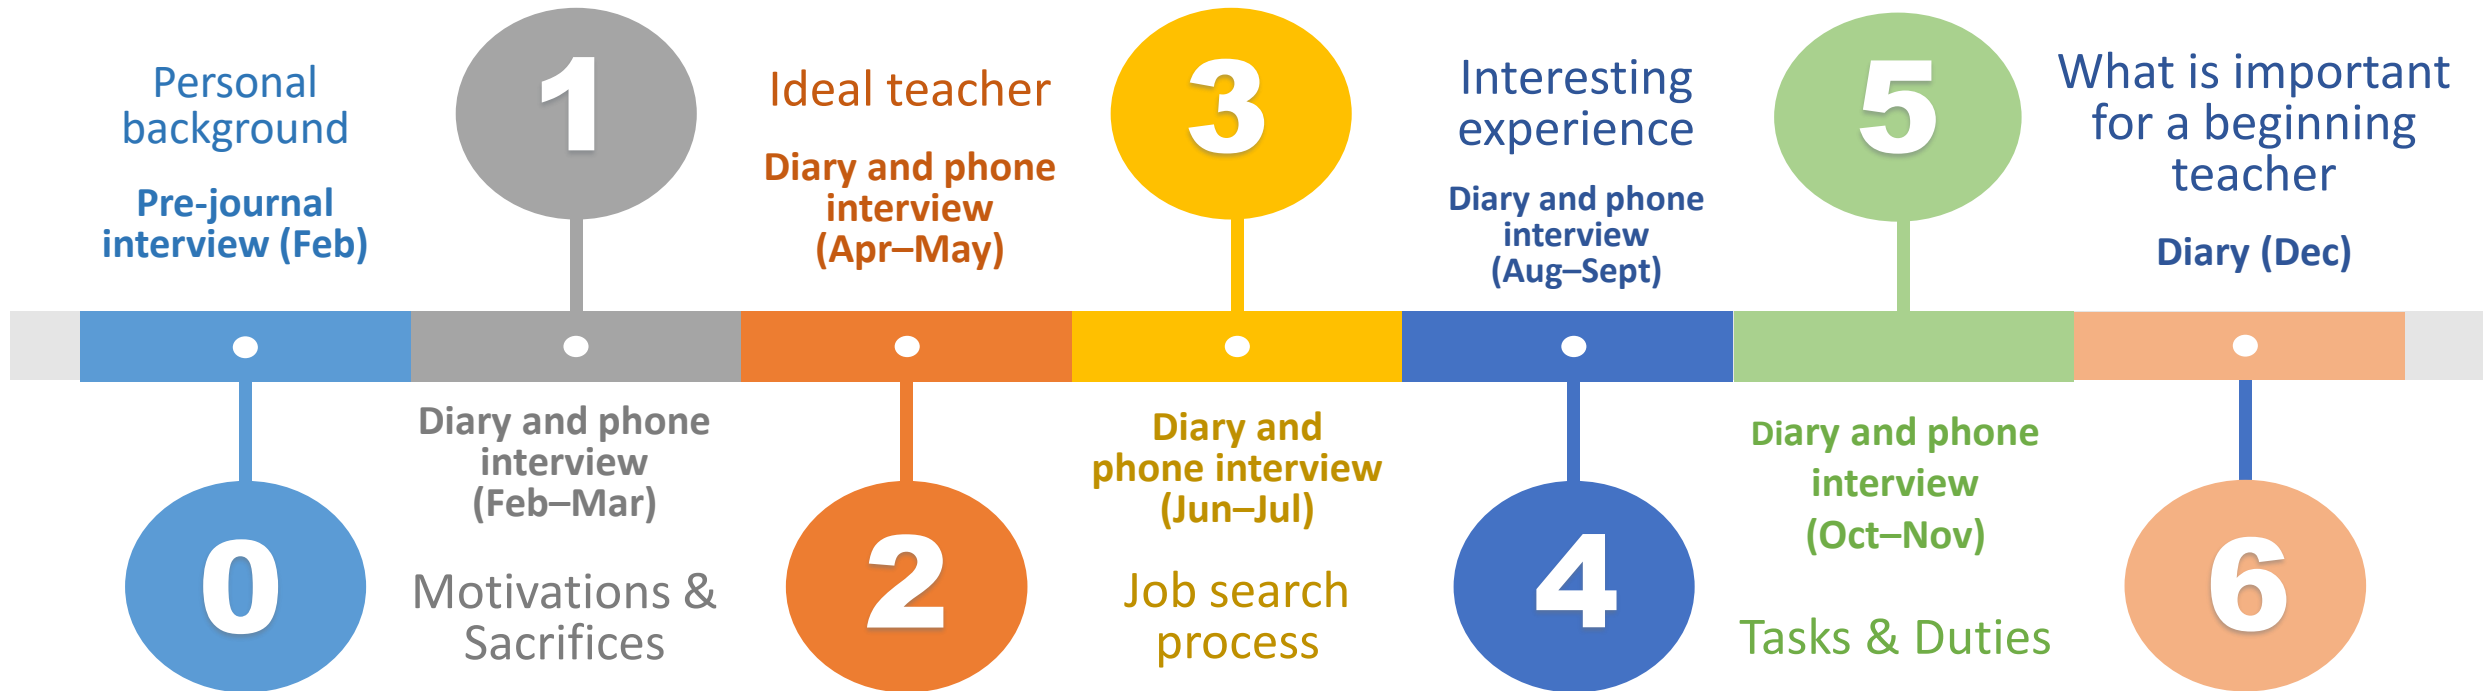 Personal
background
Pre-journal
interview (Feb)
0
1
Diary and phone
interview
(Feb–Mar)
Motivations &
Sacrifices
Ideal teacher
Diary and phone
interview
(Apr–May)
2
3
Diary and
phone interview
(Jun–Jul)
Job search
process
Interesting
experience
Diary and phone
interview
(Aug–Sept)
4
5
Diary and phone
interview
(Oct–Nov)
Tasks & Duties
What is important
for a beginning
teacher
Diary (Dec)
6